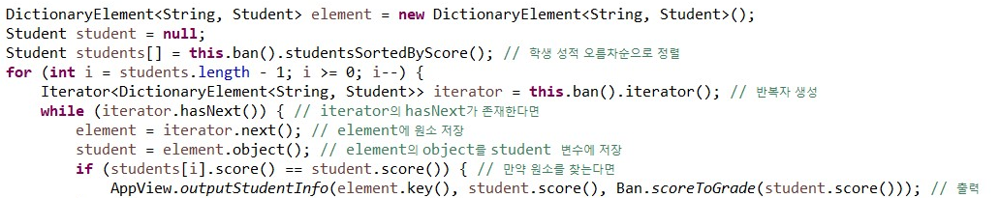 DictionaryElement<String, Student> element = new DictionaryElement<String, Student>();
Student student = null;
Student students[] = this.ban().studentsSortedByScore(); // 학생 성적 오름차순으로 정렬
for (int i = students.length - 1; i >= 0; i--) {
    Iterator<DictionaryElement<String, Student>> iterator = this.ban().iterator(); // 반복자 생성
    while (iterator.hasNext()) { // iterator의 hasNext가 존재한다면
        element = iterator.next(); // element에 원소 저장
        student = element.object(); // element의 object를 student 변수에 저장
        if (students[i].score() == student.score()) { // 만약 원소를 찾는다면
            AppView.outputStudentInfo(element.key(), student.score(), Ban.scoreToGrade(student.score())); // 출력